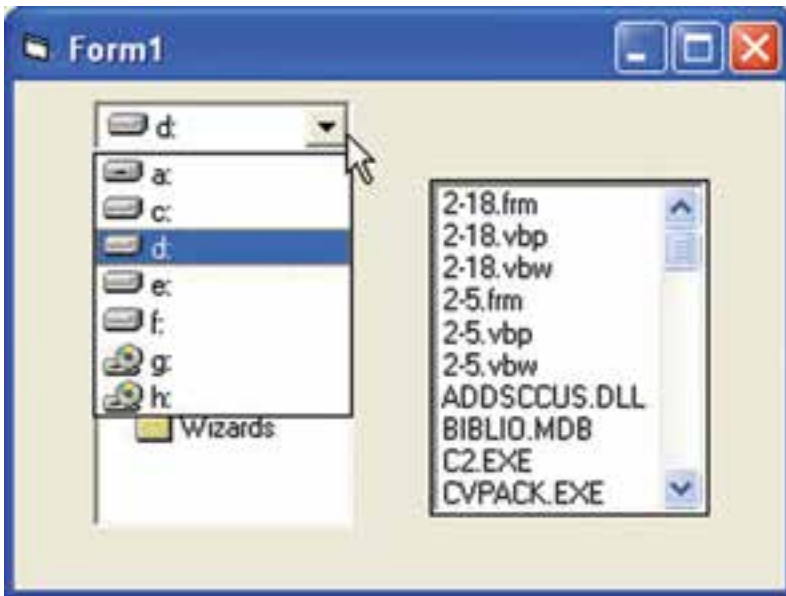 Form1
d:
a:
c:
d:
e:
f:
g:
h:
Wizards
2-18.frm
2-18.vbp
2-18.vbw
2-5.frm
2-5.vbp
2-5.vbw
ADDSCCUS.DLL
BIBLIO.MDB
C2.EXE
CVPACK.EXE